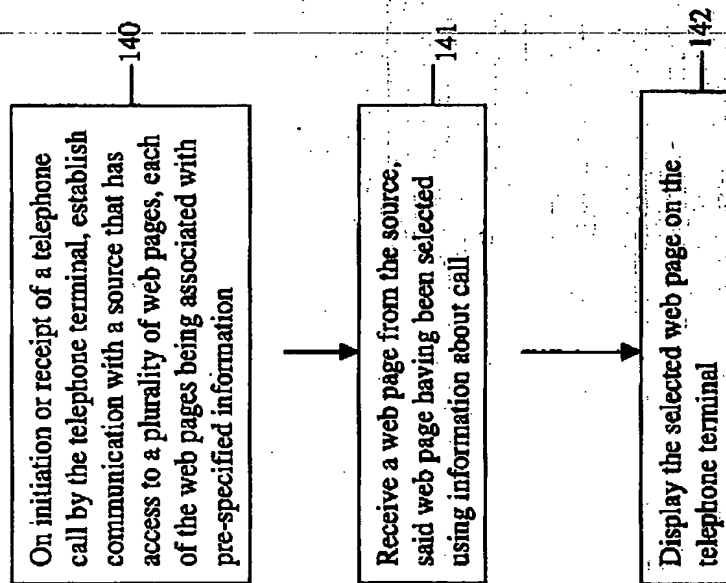 On initiation or receipt of a telephone
call by the telephone terminal, establish
communication with a source that has
access to a plurality of web pages, each
of the web pages being associated with
pre-specified information
140
Receive a web page from the source,
said web page having been selected
using information about call
141
Display the selected web page on the
telephone terminal
142